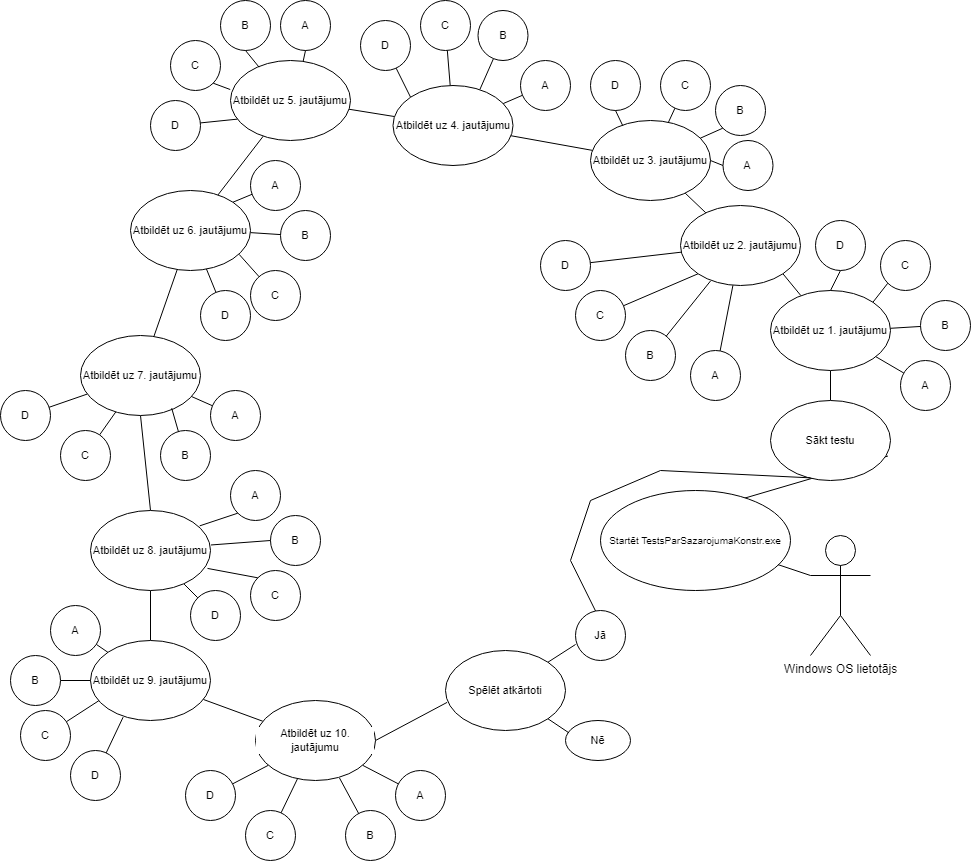 B
A
C
B
D
A
C
D
Atbildēt uz 5. jautājumu
Atbildēt uz 4. jautājumu
D
C
B
A
Atbildēt uz 3. jautājumu
A
B
C
D
Atbildēt uz 6. jautājumu
D
C
B
A
Atbildēt uz 2. jautājumu
D
C
B
A
Atbildēt uz 1. jautājumu
Sākt testu
Atbildēt uz 7. jautājumu
D
C
B
A
A
B
C
D
Atbildēt uz 8. jautājumu
Startēt TestsParSazarojumaKonstr.exe
Windows OS lietotājs
A
B
C
D
Atbildēt uz 9. jautājumu
Jā
Spēlēt atkārtoti
Nē
Atbildēt uz 10.
jautājumu
D
C
B
A